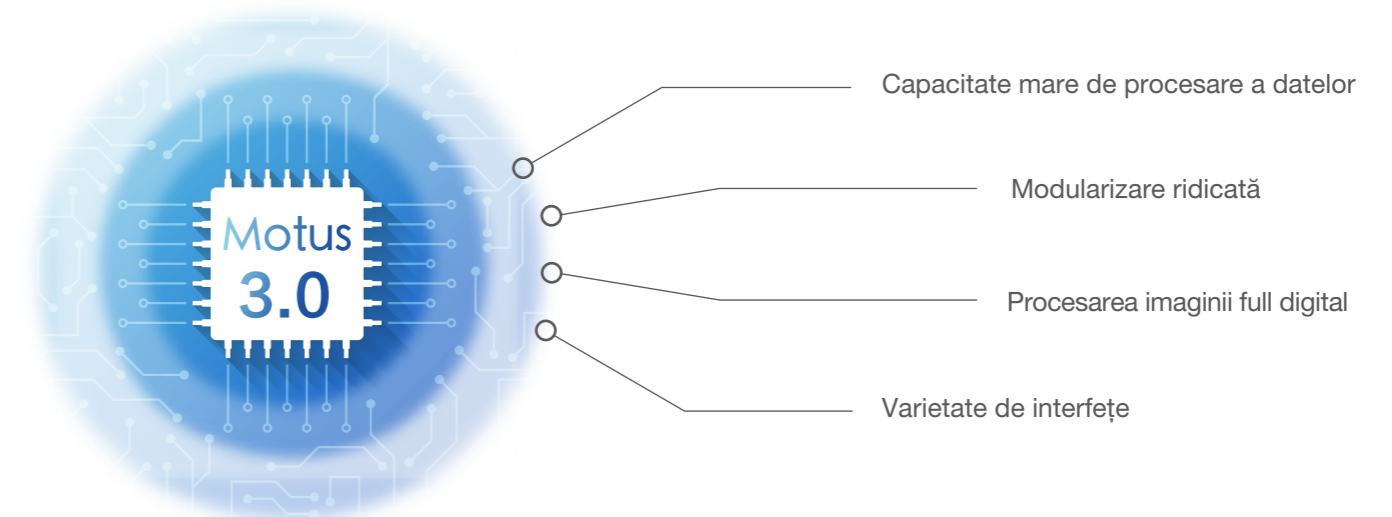 Motus
3.0
Capacitate mare de procesare a datelor
Modularizare ridicată
Procesarea imaginii full digital
Varietate de interfețe